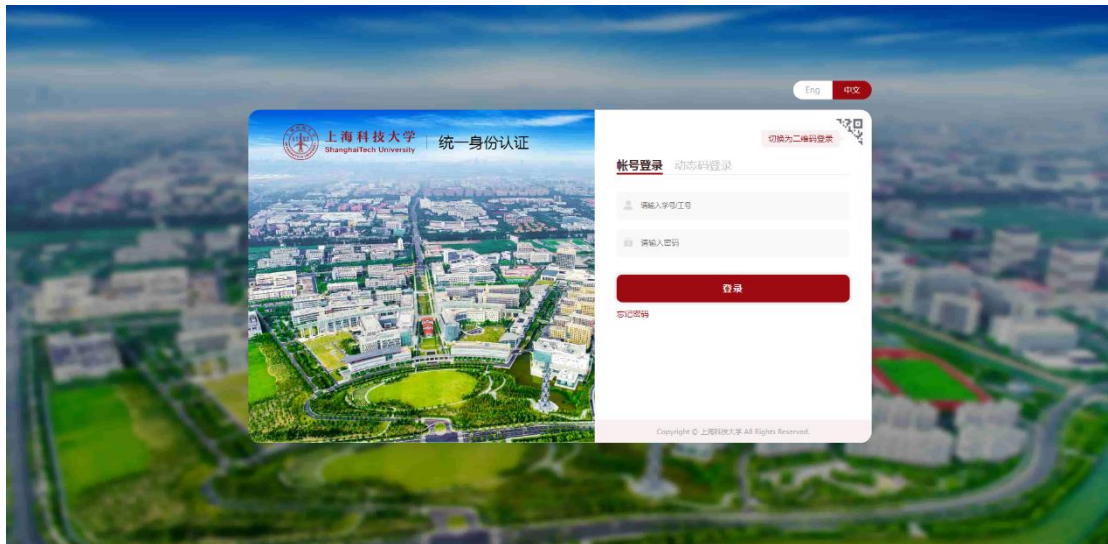 Eng 中文
上海科技大学
ShanghaiTech University
统一身份认证
切换为二维码登录
帐号登录 动态码登录
请输入学号/工号
请输入密码
登录
忘记密码
Copyright © 上海科技大学 All Rights Reserved.